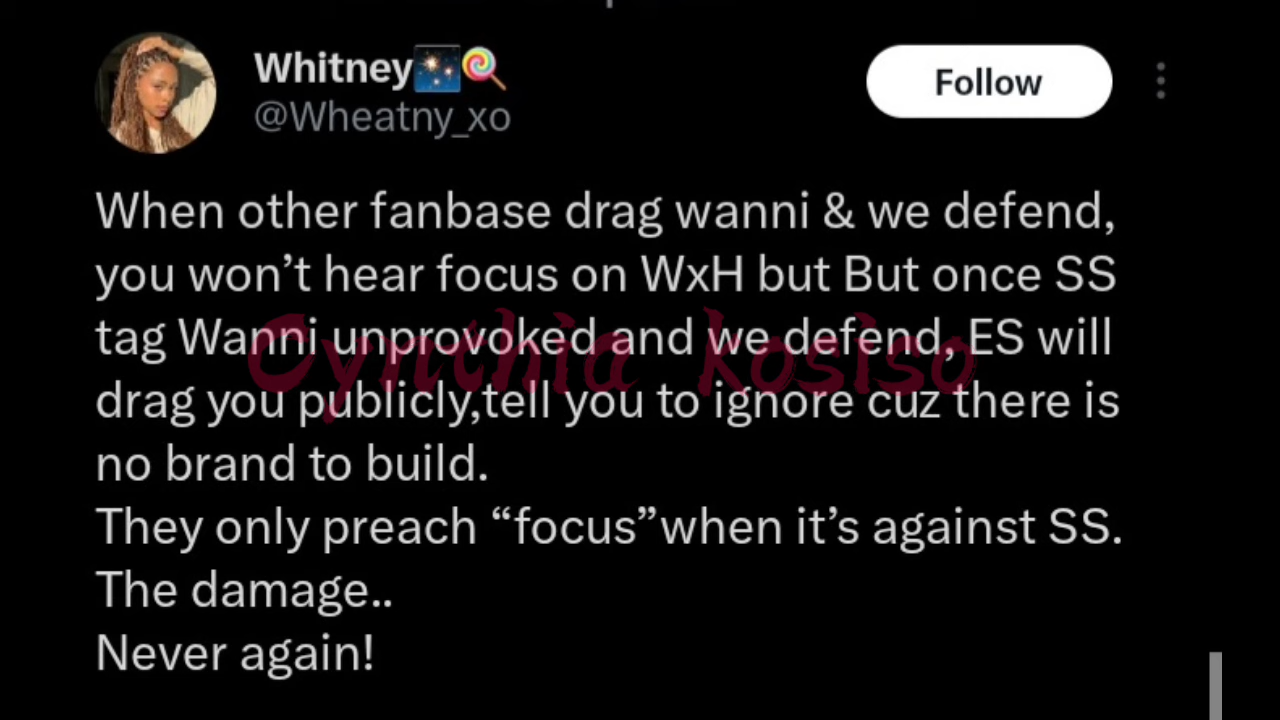 Whitney🎇🍭
@Wheatny_xo
Follow
When other fanbase drag wanni & we defend,
you won’t hear focus on WxH but But once SS
tag Wanni unprovoked and we defend, ES will
Cynthia kosiso
drag you publicly,tell you to ignore cuz there is
no brand to build.
They only preach “focus”when it’s against SS.
The damage..
Never again!